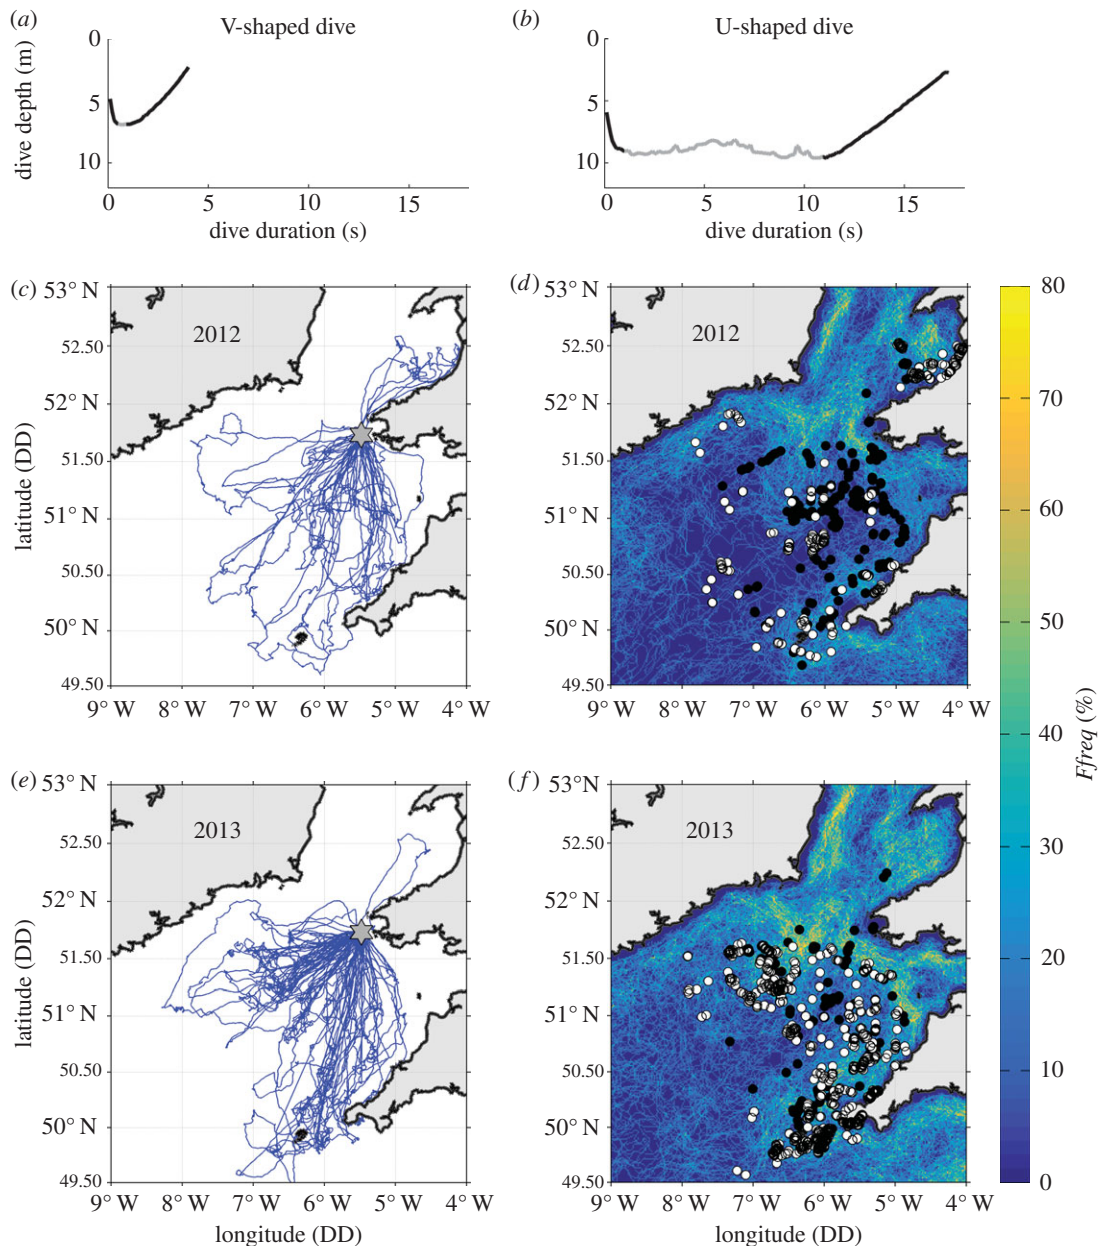 (a) V-shaped dive
(b) U-shaped dive
dive depth (m)
0
5
10
0 5 10 15
dive duration (s)
0
5
10
0 5 10 15
dive duration (s)
(c)
2012
latitude (DD)
53° N
52.50
52° N
51.50
51° N
50.50
50° N
49.50
9° W 8° W 7° W 6° W 5° W 4° W
(d)
2012
53° N
52.50
52° N
51.50
51° N
50.50
50° N
49.50
9° W 8° W 7° W 6° W 5° W 4° W
(e)
2013
latitude (DD)
53° N
52.50
52° N
51.50
51° N
50.50
50° N
49.50
9° W 8° W 7° W 6° W 5° W 4° W
longitude (DD)
(f)
2013
53° N
52.50
52° N
51.50
51° N
50.50
50° N
49.50
9° W 8° W 7° W 6° W 5° W 4° W
longitude (DD)
80
70
60
50
40
30
20
10
0
Ffreq (%)